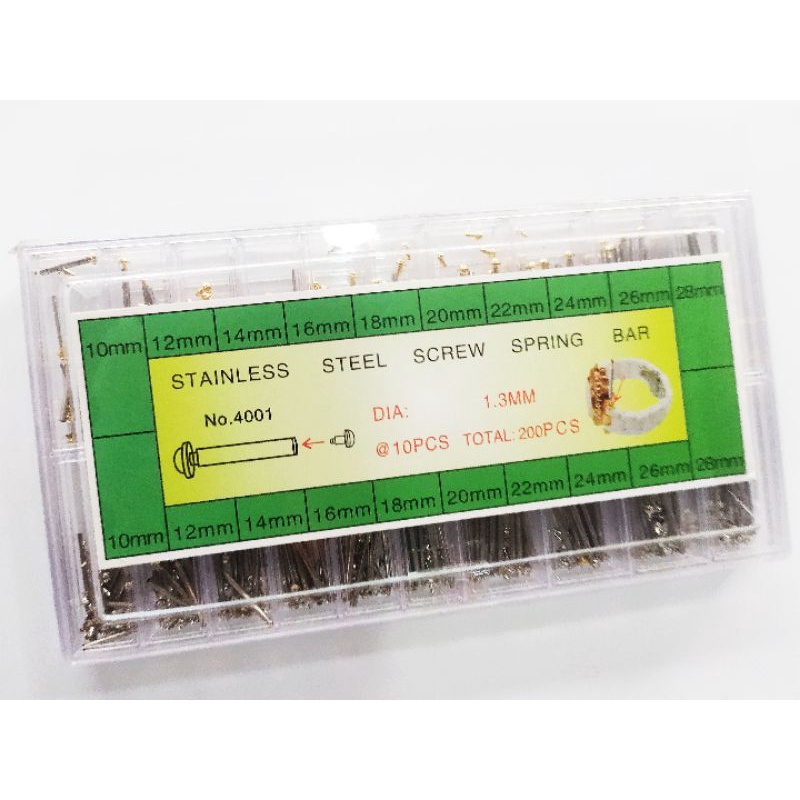 10mm 12mm 14mm 16mm 18mm 20mm 22mm 24mm 26mm 28mm
STAINLESS STEEL SCREW SPRING BAR
No.4001
DIA: 1.3MM
@10PCS TOTAL:200PCS
10mm 12mm 14mm 16mm 18mm 20mm 22mm 24mm 26mm 28mm